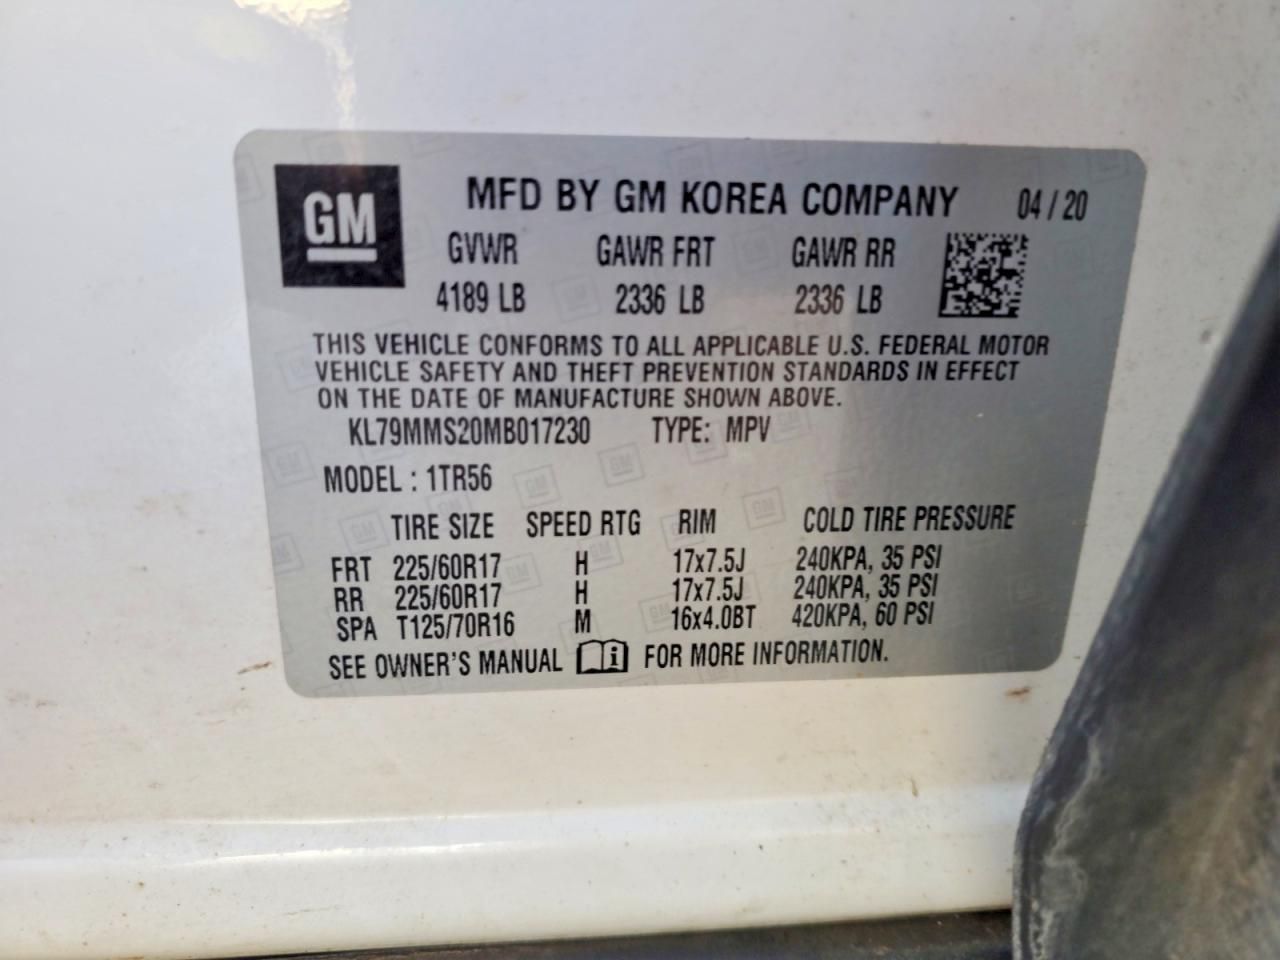 GM
MFD BY GM KOREA COMPANY 04 / 20
GVWR GAWR FRT GAWR RR
4189 LB 2336 LB 2336 LB
THIS VEHICLE CONFORMS TO ALL APPLICABLE U.S. FEDERAL MOTOR
VEHICLE SAFETY AND THEFT PREVENTION STANDARDS IN EFFECT
ON THE DATE OF MANUFACTURE SHOWN ABOVE.
KL79MMS20MB017230 TYPE: MPV
MODEL : 1TR56
TIRE SIZE SPEED RTG RIM COLD TIRE PRESSURE
FRT 225/60R17 H 17x7.5J 240KPA, 35 PSI
RR 225/60R17 H 17x7.5J 240KPA, 35 PSI
SPA T125/70R16 M 16x4.0BT 420KPA, 60 PSI
SEE OWNER'S MANUAL i FOR MORE INFORMATION.